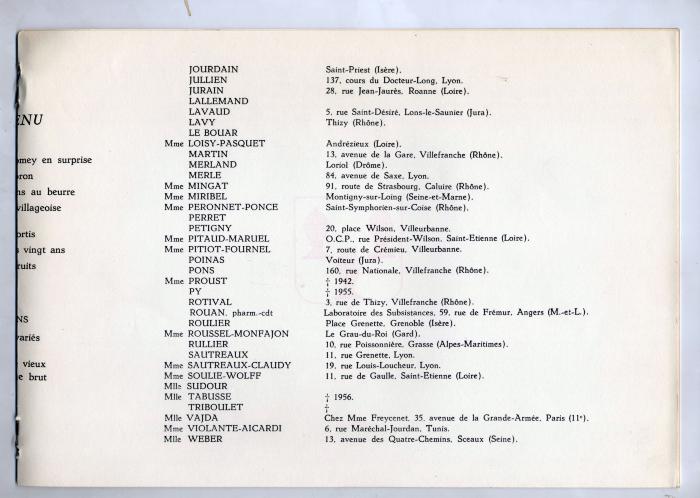 ENU
omey en surprise
ron
ns au beurre
villageoise
ortis
vingt ans
ruits
NS
variés
vieux
e brut
JOURDAIN Saint-Priest (Isère).
JULLIEN 137, cours du Docteur-Long, Lyon.
JURAIN 28, rue Jean-Jaurès, Roanne (Loire).
LALLEMAND
LAVAUD 5, rue Saint-Désiré, Lons-le-Saunier (Jura).
LAVY Thizy (Rhône).
LE BOUAR
Mme LOISY-PASQUET Andrézieux (Loire).
MARTIN 13, avenue de la Gare, Villefranche (Rhône).
MERLAND Loriol (Drôme).
MERLE 84, avenue de Saxe, Lyon.
Mme MINGAT 91, route de Strasbourg, Caluire (Rhône).
Mme MIRIBEL Montigny-sur-Loing (Seine-et-Marne).
Mme PERONNET-PONCE Saint-Symphorien-sur-Coise (Rhône).
PERRET
PETIGNY 20, place Wilson, Villeurbanne.
Mme PITAUD-MARUEL O.C.P., rue Président-Wilson, Saint-Etienne (Loire).
Mme PITIOT-FOURNEL 7, route de Crémieu, Villeurbanne.
POINAS Voiteur (Jura).
PONS 160, rue Nationale, Villefranche (Rhône).
Mme PROUST † 1942.
PY † 1955.
ROTIVAL 3, rue de Thizy, Villefranche (Rhône).
ROUAN, pharm.-cdt Laboratoire des Subsistances, 59, rue de Frémur, Angers (M.-et-L.).
ROULIER Place Grenette, Grenoble (Isère).
Mme ROUSSEL-MONFAJON Le Grau-du-Roi (Gard).
RULLIER 10, rue Poissonnière, Grasse (Alpes-Maritimes).
SAUTREAUX 11, rue Grenette, Lyon.
Mme SAUTREAUX-CLAUDY 19, rue Louis-Loucheur, Lyon.
Mme SOULIE-WOLFF 11, rue de Gaulle, Saint-Etienne (Loire).
Mlle SUDOUR
Mlle TABUSSE † 1956.
TRIBOULET †
Mlle VAJDA Chez Mme Freycenet, 35, avenue de la Grande-Armée, Paris (11e).
Mme VIOLANTE-AICARDI 6, rue Maréchal-Jourdan, Tunis.
Mlle WEBER 13, avenue des Quatre-Chemins, Sceaux (Seine).